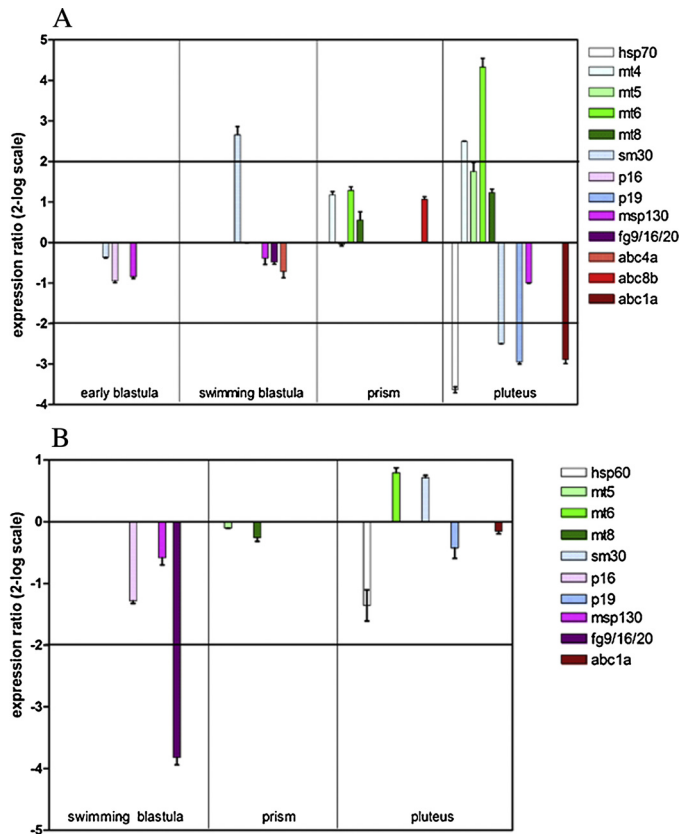 A
expression ratio (2-log scale)
5
4
3
2
1
0
-1
-2
-3
-4
early blastula
swimming blastula
prism
pluteus
hsp70
mt4
mt5
mt6
mt8
sm30
p16
p19
msp130
fg9/16/20
abc4a
abc8b
abc1a
B
expression ratio (2-log scale)
1
0
-1
-2
-3
-4
-5
swimming blastula
prism
pluteus
hsp60
mt5
mt6
mt8
sm30
p16
p19
msp130
fg9/16/20
abc1a